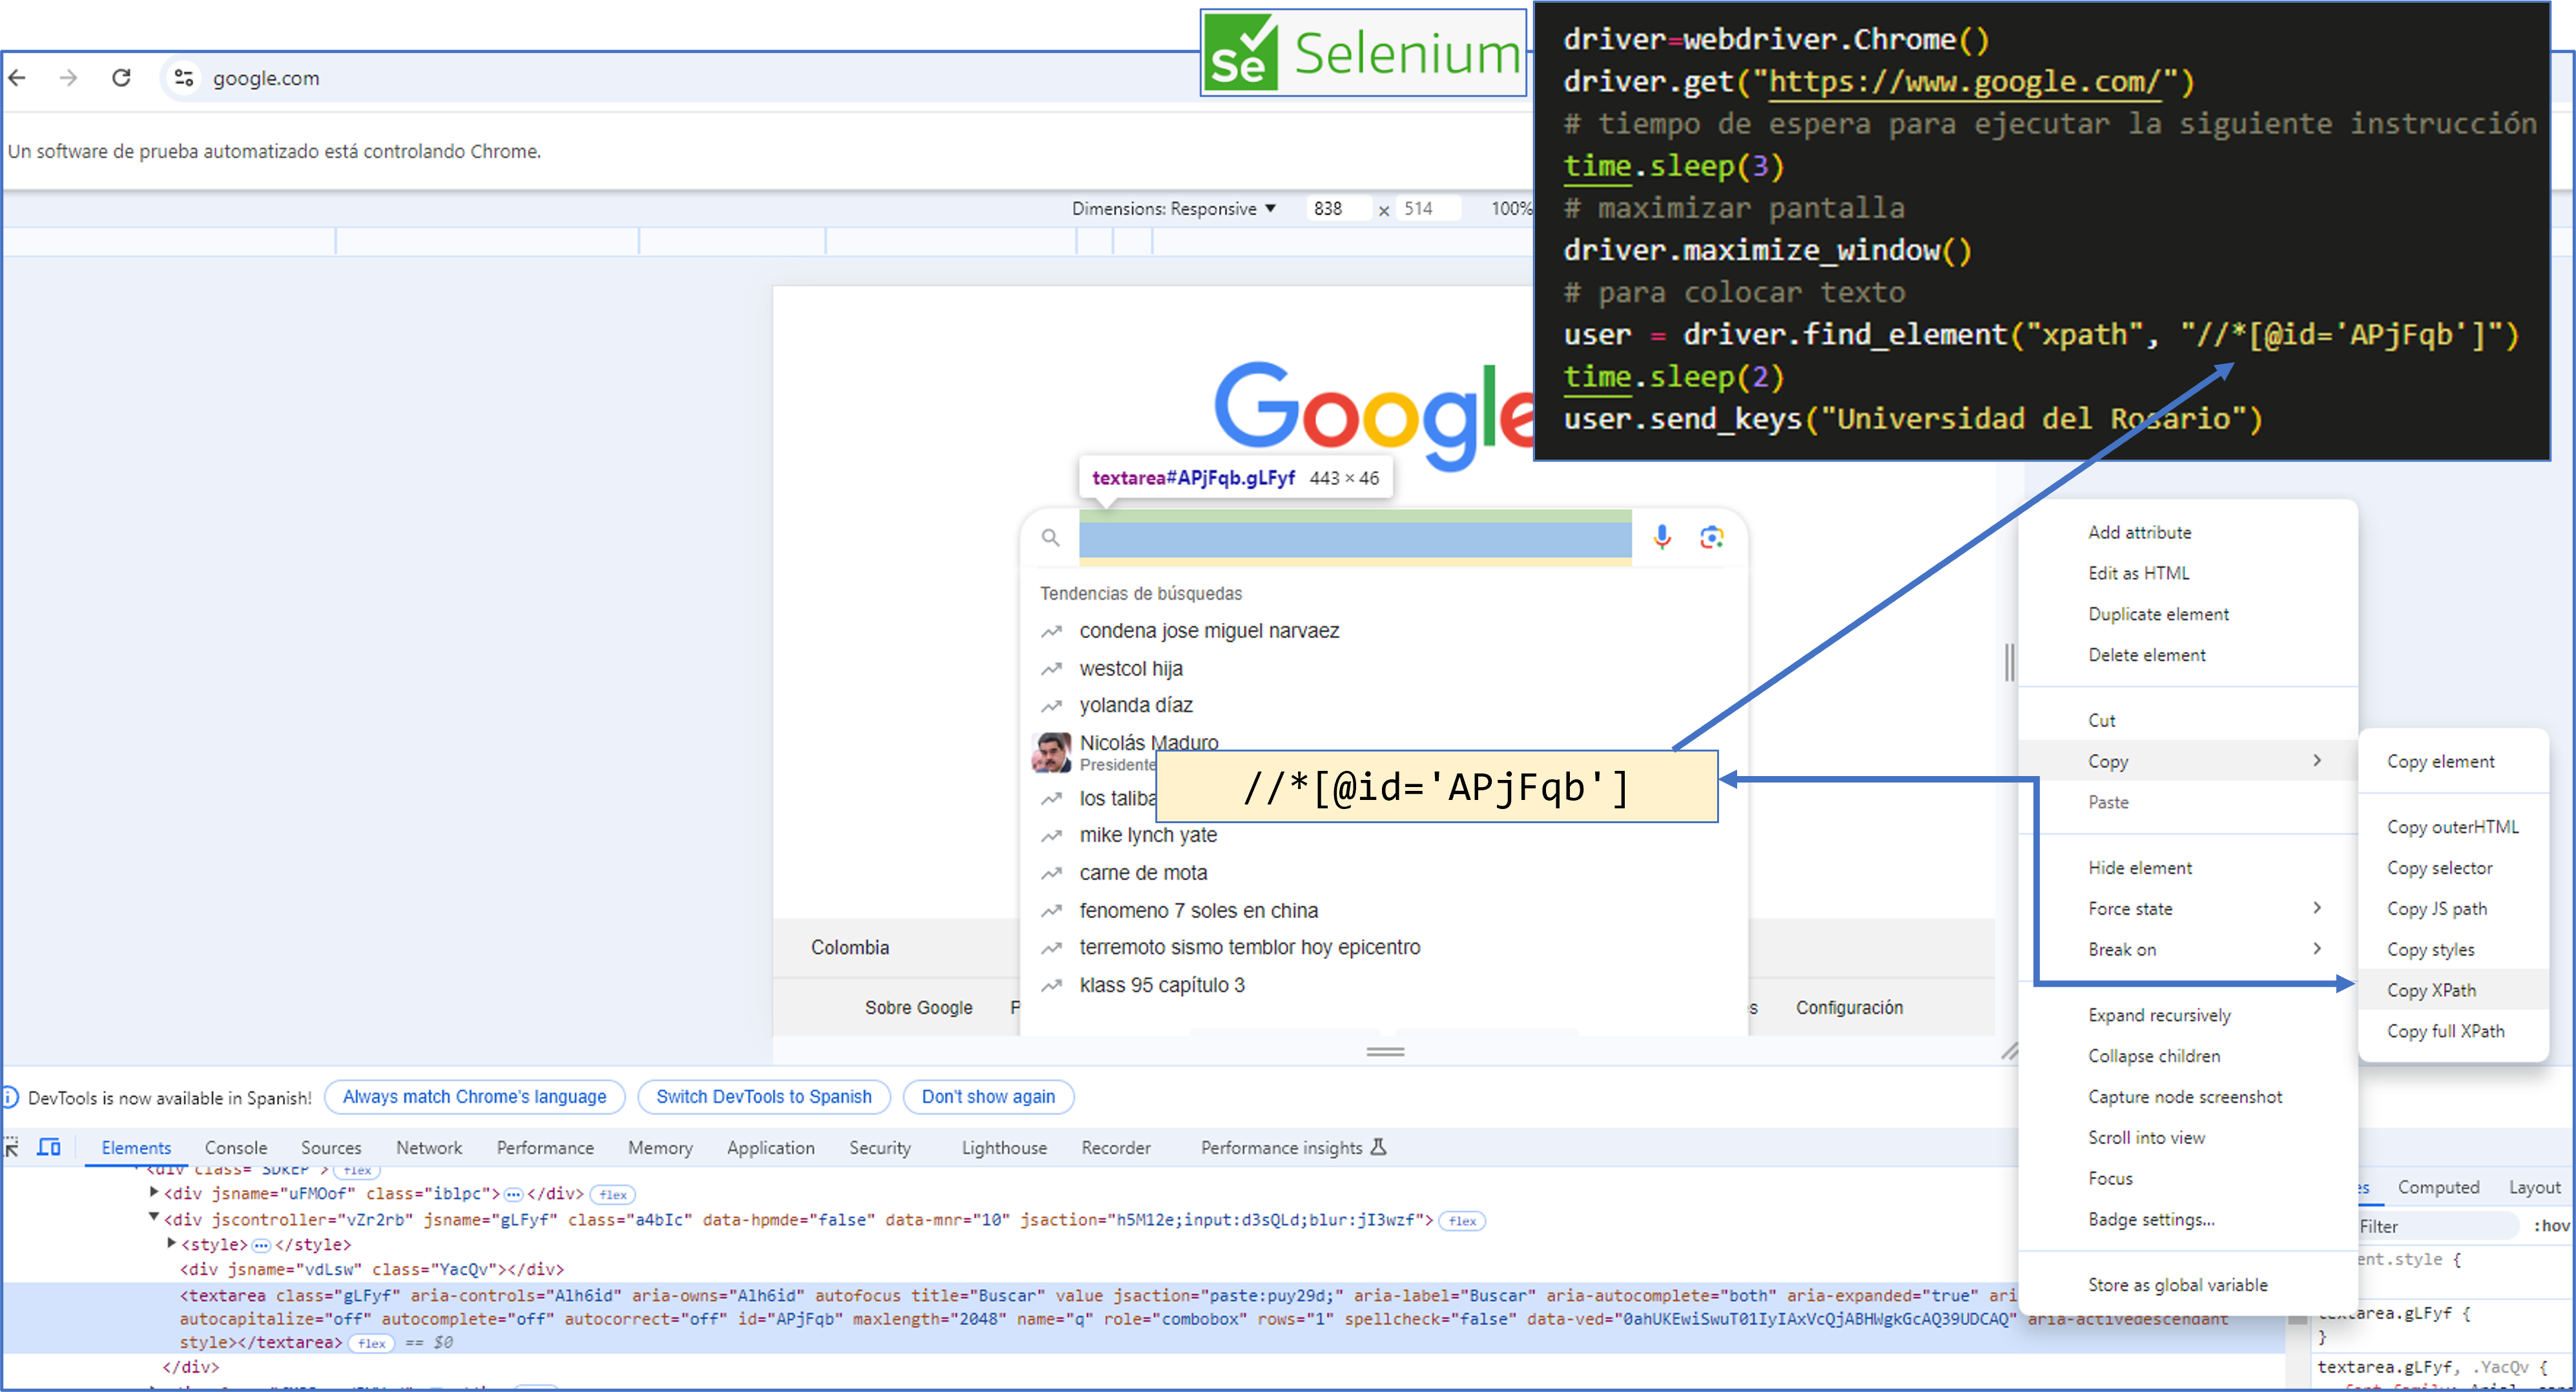 Se Selenium
driver=webdriver.Chrome()
driver.get("https://www.google.com/")
# tiempo de espera para ejecutar la siguiente instrucción
time.sleep(3)
# maximizar pantalla
driver.maximize_window()
# para colocar texto
user = driver.find_element("xpath", "//*[@id='APjFqb']")
time.sleep(2)
user.send_keys("Universidad del Rosario")
google.com
Un software de prueba automatizado está controlando Chrome.
Dimensions: Responsive 838 x 514 100%
Google
textarea#APjFqb.gLFyf 443 × 46
Tendencias de búsquedas
condena jose miguel narvaez
westcol hija
yolanda díaz
Nicolás Maduro
Presidente
los taliba
mike lynch yate
carne de mota
fenomeno 7 soles en china
terremoto sismo temblor hoy epicentro
klass 95 capítulo 3
//*[@id='APjFqb']
Colombia
Sobre Google P s Configuración
Add attribute
Edit as HTML
Duplicate element
Delete element
Cut
Copy
Paste
Hide element
Force state
Break on
Expand recursively
Collapse children
Capture node screenshot
Scroll into view
Focus
Badge settings...
Store as global variable
Copy element
Copy outerHTML
Copy selector
Copy JS path
Copy styles
Copy XPath
Copy full XPath
DevTools is now available in Spanish! Always match Chrome's language Switch DevTools to Spanish Don't show again
Elements Console Sources Network Performance Memory Application Security Lighthouse Recorder Performance insights
<div class="SDkEP"> flex
<div jsname="uFMOof" class="iblpc"> ... </div> flex
<div jscontroller="vZr2rb" jsname="gLFyf" class="a4bIc" data-hpmde="false" data-mnr="10" jsaction="h5M12e;input:d3sQLd;blur:jI3wzf"> flex
<style> ... </style>
<div jsname="vdLsw" class="YacQv"></div>
<textarea class="gLFyf" aria-controls="Alh6id" aria-owns="Alh6id" autofocus title="Buscar" value jsaction="paste:puy29d;" aria-label="Buscar" aria-autocomplete="both" aria-expanded="true" ari
autocapitalize="off" autocomplete="off" autocorrect="off" id="APjFqb" maxlength="2048" name="q" role="combobox" rows="1" spellcheck="false" data-ved="0ahUKEwiSwuT01IyIAxVcQjABHWgkGcAQ39UDCAQ" aria-activedescendant
style></textarea> flex == $0
</div>
es Computed Layout
Filter :hov
ent.style {
textarea.gLFyf {
}
textarea.gLFyf, .YacQv {